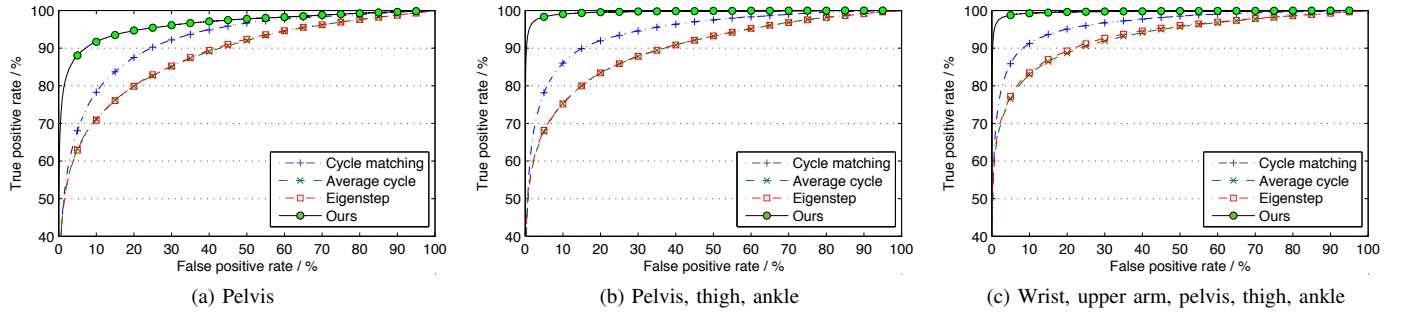 100
90
80
70
60
50
40
True positive rate / %
0 10 20 30 40 50 60 70 80 90 100
False positive rate / %
Cycle matching
Average cycle
Eigenstep
Ours
(a) Pelvis
100
90
80
70
60
50
40
True positive rate / %
0 10 20 30 40 50 60 70 80 90 100
False positive rate / %
Cycle matching
Average cycle
Eigenstep
Ours
(b) Pelvis, thigh, ankle
100
90
80
70
60
50
40
True positive rate / %
0 10 20 30 40 50 60 70 80 90 100
False positive rate / %
Cycle matching
Average cycle
Eigenstep
Ours
(c) Wrist, upper arm, pelvis, thigh, ankle